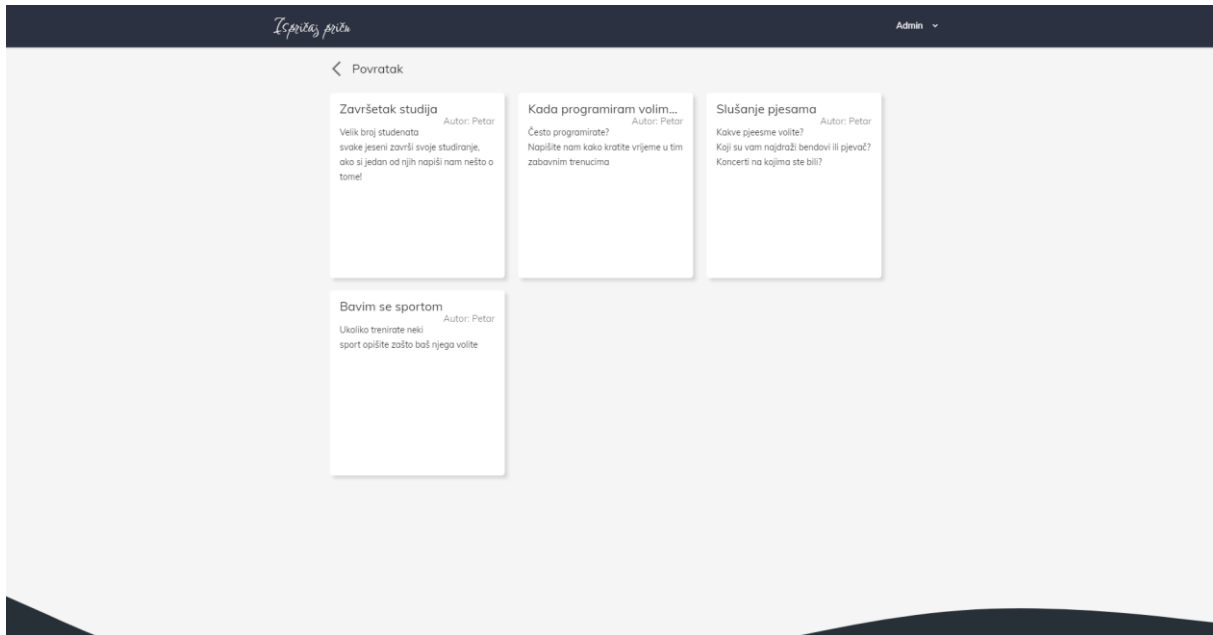 Ispričaj priču
Admin
Povratak
Završetak studija
Autor: Petar
Velik broj studenata
svake jeseni završi svoje studiranje,
ako si jedan od njih napiši nam nešto o
tome!
Kada programiram volim...
Autor: Petar
Često programirate?
Napišite nam kako kratite vrijeme u tim
zabavnim trenucima
Slušanje pjesama
Autor: Petar
Kakve pjeesme volite?
Koji su vam najdraži bendovi ili pjevač?
Koncerti na kojima ste bili?
Bavim se sportom
Autor: Petar
Ukoliko trenirate neki
sport opišite zašto baš njega volite